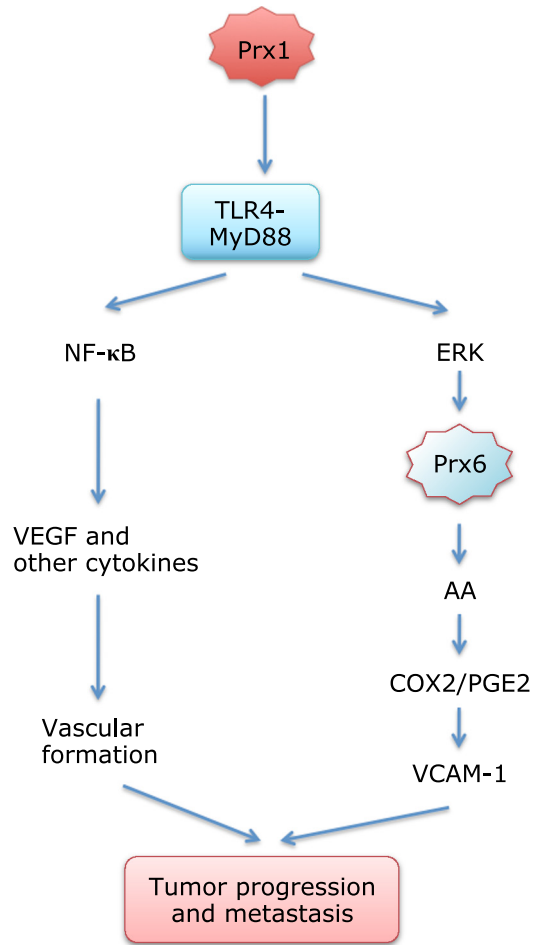 Prx1
TLR4-
MyD88
NF-κB
ERK
Prx6
VEGF and
other cytokines
AA
COX2/PGE2
Vascular
formation
VCAM-1
Tumor progression
and metastasis